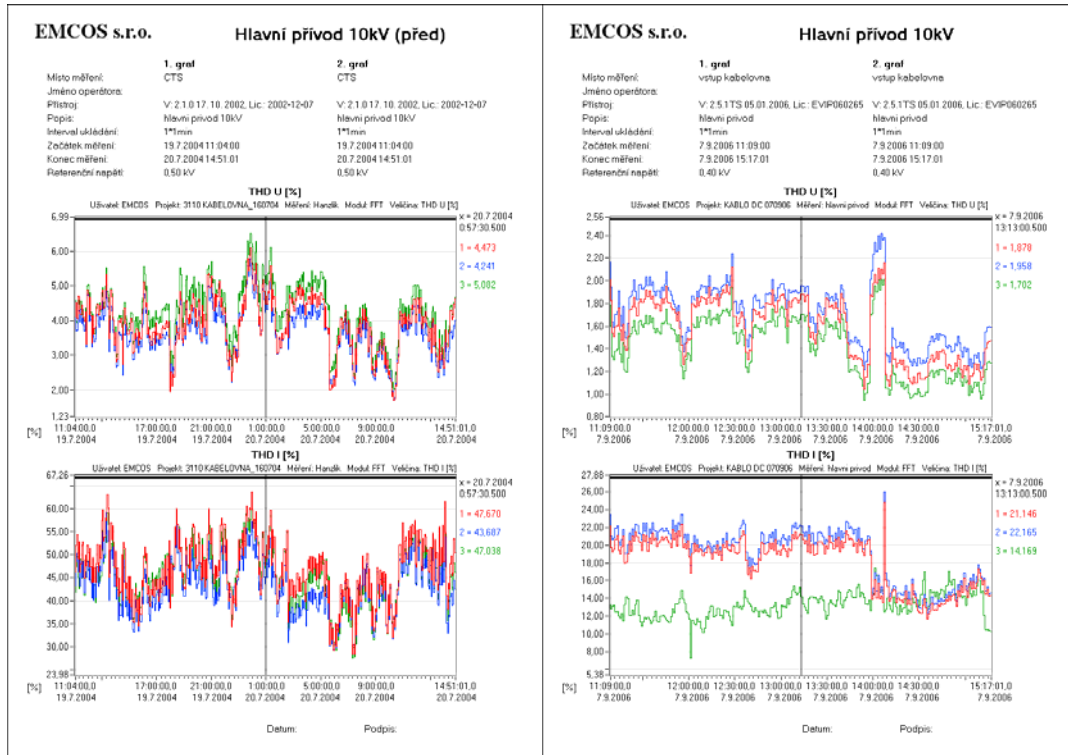 EMCOS s.r.o. Hlavní přívod 10kV (před)
1. graf 2. graf
Místo měření: CTS CTS
Jméno operátora:
Přístroj: V: 2.1.0 17. 10. 2002, Lic.: 2002-12-07 V: 2.1.0 17. 10. 2002, Lic.: 2002-12-07
Popis: hlavni privod 10kV hlavni privod 10kV
Interval ukládání: 1*1min 1*1min
Začátek měření: 19.7.2004 11:04:00 19.7.2004 11:04:00
Konec měření: 20.7.2004 14:51:01 20.7.2004 14:51:01
Referenční napětí: 0,50 kV 0,50 kV
THD U [%]
Uživatel: EMCOS Projekt: 3110 KABELOVNA_160704 Měření: Hanzlik Modul: FFT Veličina: THD U [%]
6.99
6.00
5.00
4.00
3.00
2.00
1.23
x = 20.7.2004
0:57:30.500
1 = 4,473
2 = 4,241
3 = 5,082
11:04:00,0 17:00:00,0 21:00:00,0 1:00:00,0 5:00:00,0 9:00:00,0 14:51:01,0
[%] 19.7.2004 19.7.2004 19.7.2004 20.7.2004 20.7.2004 20.7.2004 20.7.2004
THD I [%]
Uživatel: EMCOS Projekt: 3110 KABELOVNA_160704 Měření: Hanzlik Modul: FFT Veličina: THD I [%]
67.26
60.00
55.00
50.00
45.00
40.00
35.00
30.00
23.98
x = 20.7.2004
0:57:30.500
1 = 47,670
2 = 43,687
3 = 47,038
11:04:00,0 17:00:00,0 21:00:00,0 1:00:00,0 5:00:00,0 9:00:00,0 14:51:01,0
[%] 19.7.2004 19.7.2004 19.7.2004 20.7.2004 20.7.2004 20.7.2004 20.7.2004
Datum: Podpis:
EMCOS s.r.o. Hlavní přívod 10kV
1. graf 2. graf
Místo měření: vstup kabelovna vstup kabelovna
Jméno operátora:
Přístroj: V: 2.5.1TS 05.01.2006, Lic.: EVIP060265 V: 2.5.1TS 05.01.2006, Lic.: EVIP060265
Popis: hlavni privod hlavni privod
Interval ukládání: 1*1min 1*1min
Začátek měření: 7.9.2006 11:09:00 7.9.2006 11:09:00
Konec měření: 7.9.2006 15:17:01 7.9.2006 15:17:01
Referenční napětí: 0,40 kV 0,40 kV
THD U [%]
Uživatel: EMCOS Projekt: KABLO DC 070906 Měření: hlavni privod Modul: FFT Veličina: THD U [%]
2,56
2,40
2,20
2,00
1,80
1,60
1,40
1,20
1,00
0,80
x = 7.9.2006
13:13:00.500
1 = 1,878
2 = 1,958
3 = 1,702
11:09:00,0 12:00:00,0 12:30:00,0 13:00:00,0 13:30:00,0 14:00:00,0 14:30:00,0 15:17:01,0
[%] 7.9.2006 7.9.2006 7.9.2006 7.9.2006 7.9.2006 7.9.2006 7.9.2006 7.9.2006
THD I [%]
Uživatel: EMCOS Projekt: KABLO DC 070906 Měření: hlavni privod Modul: FFT Veličina: THD I [%]
27.88
26,00
24,00
22,00
20,00
18,00
16,00
14,00
12,00
10,00
8,00
5,38
x = 7.9.2006
13:13:00.500
1 = 21,146
2 = 22,165
3 = 14,169
11:09:00,0 12:00:00,0 12:30:00,0 13:00:00,0 13:30:00,0 14:00:00,0 14:30:00,0 15:17:01,0
[%] 7.9.2006 7.9.2006 7.9.2006 7.9.2006 7.9.2006 7.9.2006 7.9.2006 7.9.2006
Datum: Podpis: